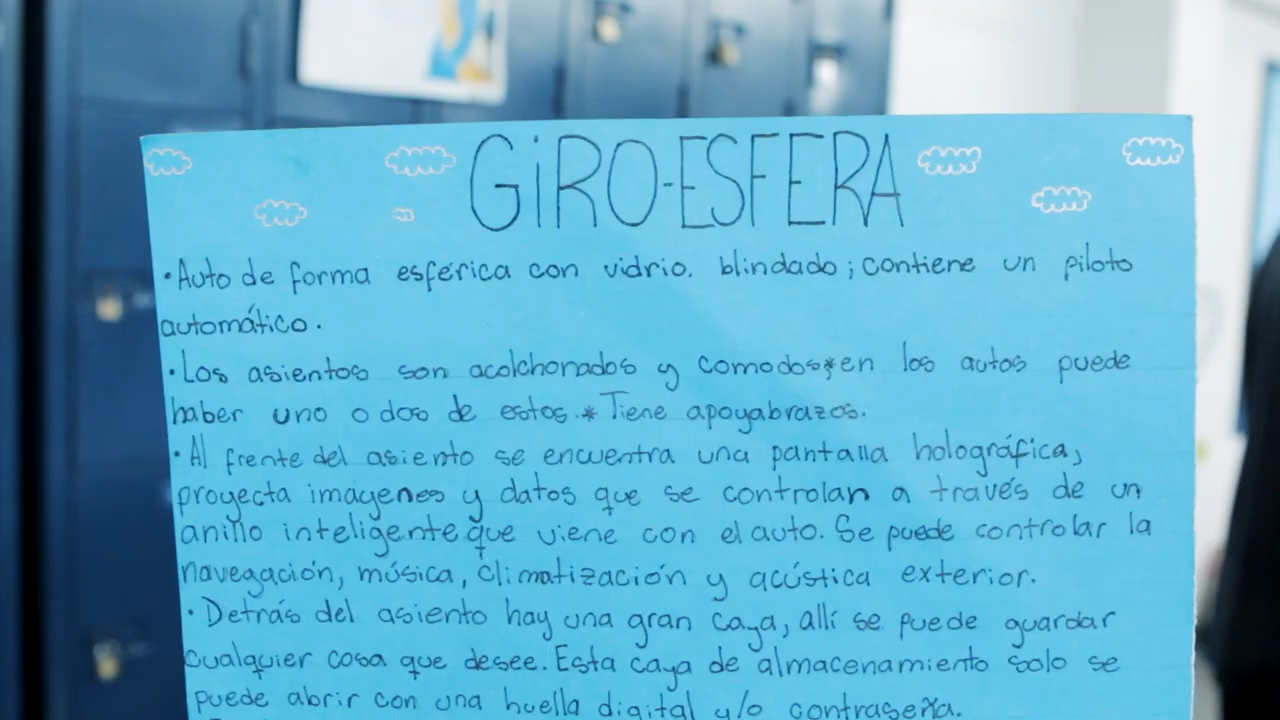 GiRO-ESFERA
•Auto de forma esférica con vidrio. blindado; contiene un piloto
automático.
•Los asientos son acolchonados y comodos*en los autos puede
haber uno o dos de estos.*Tiene apoyabrazos.
•Al frente del asiento se encuentra una pantalla holográfica,
proyecta imágenes y datos que se controlan a través de un
anillo inteligente que viene con el auto. Se puede controlar la
navegación, música, climatización y acústica exterior.
•Detrás del asiento hay una gran caya, allí se puede guardar
cualquier cosa que desee. Esta caya de almacenamiento solo se
puede abrir con una huella digital y/o contraseña.